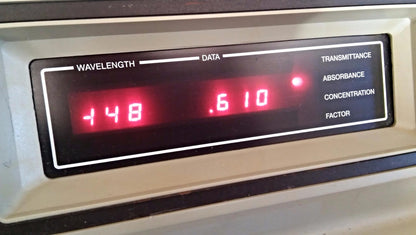 WAVELENGTH DATA
TRANSMITTANCE
ABSORBANCE
-148 .610
CONCENTRATION
FACTOR